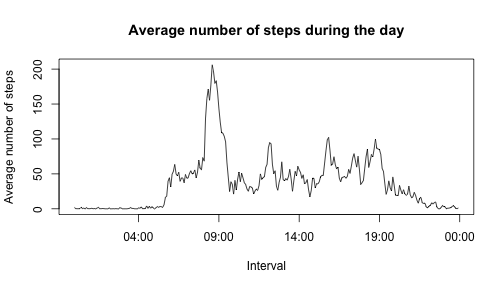 Average number of steps during the day
Average number of steps
200
150
100
50
0
04:00 09:00 14:00 19:00 00:00
Interval